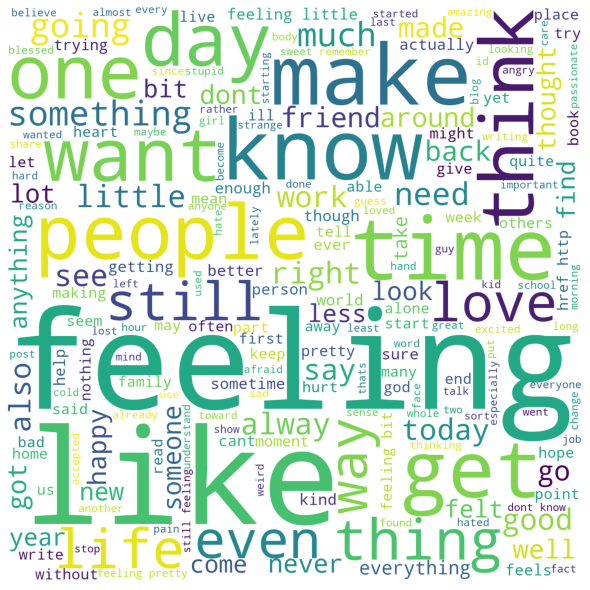 believe almost every feeling little live started last amazing place care
blessed trying going day much made actually try passionate
one since stupid make body sweet remember starting looking id angry yet
something bit dont rather girl ill strange friend around blog might thought book
wanted heart maybe become know think writing quite
share want back give
let hard reason lot little mean anyone enough done able guess work loved need important find
anything people hate lately though tell ever week take others
see getting used right time hand guy href http
making left better person world look kid school morning
seem still less love
lost hour may often part away alone start least great excited long
post first say pretty many sure word put
help nothing mind feeling keep afraid thats
also cold family sometime hurt god end talk face especially everyone change
said already use sad toward whole two sort went job
bad read someone understand alway sense today hope
got home happy accepted like show cant moment way feeling bit thinking get go
us new another still feeling weird kind felt found hated point dont know
year life pain even thing good well
write stop come never everything feels fact
without feeling pretty